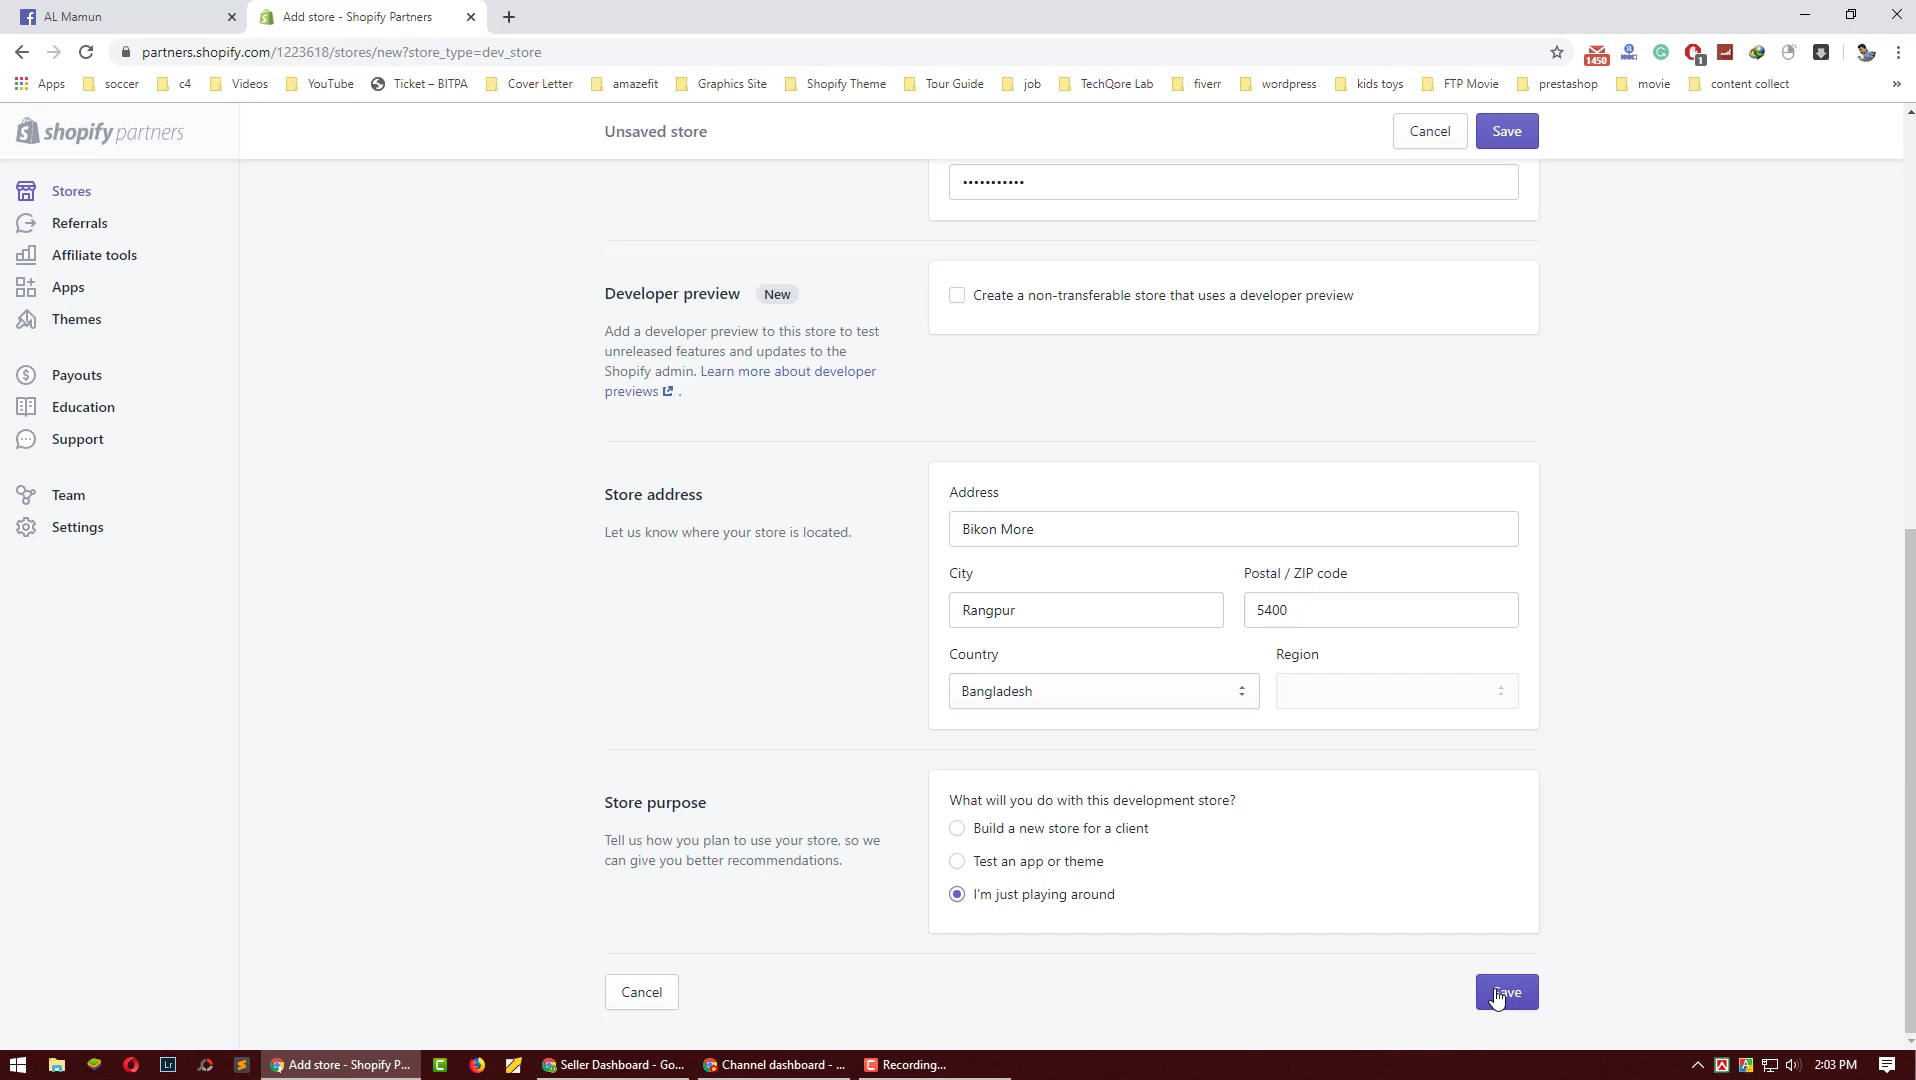 AL Mamun
Add store - Shopify Partners
partners.shopify.com/1223618/stores/new?store_type=dev_store
1450
1
Apps soccer c4 Videos YouTube Ticket – BITPA Cover Letter amazefit Graphics Site Shopify Theme Tour Guide job TechQore Lab fiverr wordpress kids toys FTP Movie prestashop movie content collect »
shopify partners
Unsaved store
Cancel
Save
Stores
Referrals
Affiliate tools
Apps
Themes
Payouts
Education
Support
Team
Settings
•••••••••••
Developer preview New
Add a developer preview to this store to test
unreleased features and updates to the
Shopify admin. Learn more about developer
previews .
Create a non-transferable store that uses a developer preview
Store address
Let us know where your store is located.
Address
Bikon More
City
Rangpur
Postal / ZIP code
5400
Country
Bangladesh
Region
Store purpose
Tell us how you plan to use your store, so we
can give you better recommendations.
What will you do with this development store?
Build a new store for a client
Test an app or theme
I'm just playing around
Cancel
Lr
Add store - Shopify P...
Seller Dashboard - Go...
Channel dashboard - ...
Recording...
2:03 PM